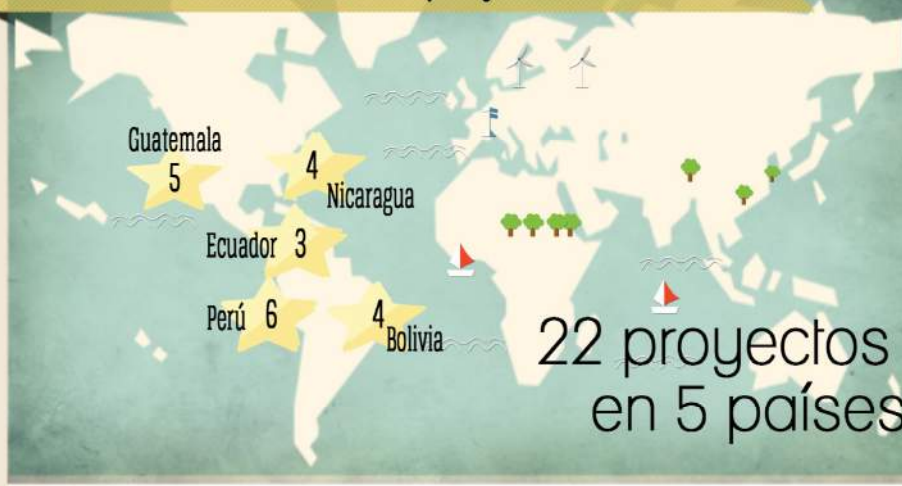 Guatemala
5
4
Nicaragua
Ecuador 3
Perú 6
4
Bolivia
22 proyectos
en 5 países